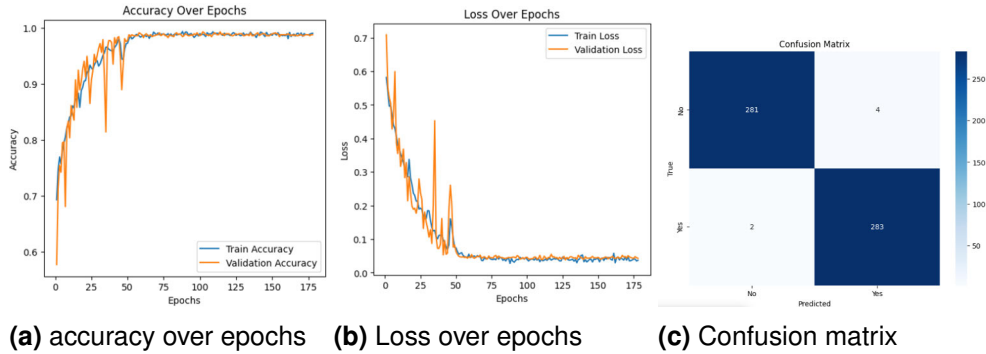 Accuracy Over Epochs
1.0
0.9
0.8
0.7
0.6
Accuracy
0 25 50 75 100 125 150 175
Epochs
Train Accuracy
Validation Accuracy
Loss Over Epochs
0.7
0.6
0.5
0.4
0.3
0.2
0.1
0.0
Loss
0 25 50 75 100 125 150 175
Epochs
Train Loss
Validation Loss
Confusion Matrix
No
Yes
True
281 4
2 283
No Yes
Predicted
250
200
150
100
50
(a) accuracy over epochs
(b) Loss over epochs
(c) Confusion matrix